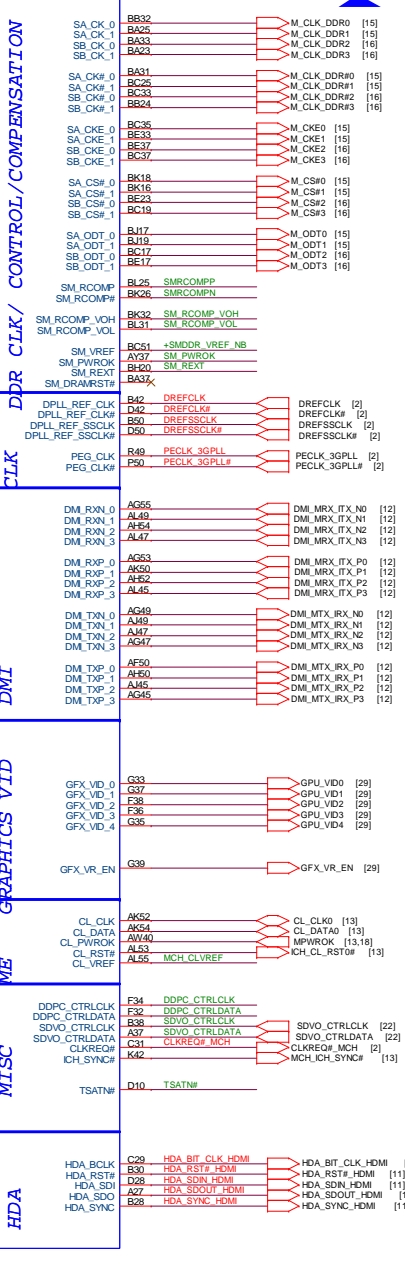 DDR CLK/ CONTROL/COMPENSATION
SA_CK_0 BB32 M_CLK_DDR0 [15]
SA_CK_1 BA25 M_CLK_DDR1 [15]
SB_CK_0 BA33 M_CLK_DDR2 [16]
SB_CK_1 BA23 M_CLK_DDR3 [16]
SA_CK#_0 BA31 M_CLK_DDR#0 [15]
SA_CK#_1 BC25 M_CLK_DDR#1 [15]
SB_CK#_0 BC33 M_CLK_DDR#2 [16]
SB_CK#_1 BB24 M_CLK_DDR#3 [16]
SA_CKE_0 BC35 M_CKE0 [15]
SA_CKE_1 BE33 M_CKE1 [15]
SB_CKE_0 BE37 M_CKE2 [16]
SB_CKE_1 BC37 M_CKE3 [16]
SA_CS#_0 BK18 M_CS#0 [15]
SA_CS#_1 BK16 M_CS#1 [15]
SB_CS#_0 BE23 M_CS#2 [16]
SB_CS#_1 BC19 M_CS#3 [16]
SA_ODT_0 BJ17 M_ODT0 [15]
SA_ODT_1 BJ19 M_ODT1 [15]
SB_ODT_0 BC17 M_ODT2 [16]
SB_ODT_1 BE17 M_ODT3 [16]
SM_RCOMP BL25 SMRCOMPP
SM_RCOMP# BK26 SMRCOMPN
SM_RCOMP_VOH BK32 SM_RCOMP_VOH
SM_RCOMP_VOL BL31 SM_RCOMP_VOL
SM_VREF BC51 +SMDDR_VREF_NB
SM_PWROK AY37 SM_PWROK
SM_REXT BH20 SM_REXT
SM_DRAMRST# BA37
CLK
DPLL_REF_CLK B42 DREFCLK DREFCLK [2]
DPLL_REF_CLK# D42 DREFCLK# DREFCLK# [2]
DPLL_REF_SSCLK B50 DREFSSCLK DREFSSCLK [2]
DPLL_REF_SSCLK# D50 DREFSSCLK# DREFSSCLK# [2]
PEG_CLK R49 PECLK_3GPLL PECLK_3GPLL [2]
PEG_CLK# P50 PECLK_3GPLL# PECLK_3GPLL# [2]
DMI
DMI_RXN_0 AG55 DMI_MRX_ITX_N0 [12]
DMI_RXN_1 AL49 DMI_MRX_ITX_N1 [12]
DMI_RXN_2 AH54 DMI_MRX_ITX_N2 [12]
DMI_RXN_3 AL47 DMI_MRX_ITX_N3 [12]
DMI_RXP_0 AG53 DMI_MRX_ITX_P0 [12]
DMI_RXP_1 AK50 DMI_MRX_ITX_P1 [12]
DMI_RXP_2 AH52 DMI_MRX_ITX_P2 [12]
DMI_RXP_3 AL45 DMI_MRX_ITX_P3 [12]
DMI_TXN_0 AG49 DMI_MTX_IRX_N0 [12]
DMI_TXN_1 AJ49 DMI_MTX_IRX_N1 [12]
DMI_TXN_2 AJ47 DMI_MTX_IRX_N2 [12]
DMI_TXN_3 AG47 DMI_MTX_IRX_N3 [12]
DMI_TXP_0 AF50 DMI_MTX_IRX_P0 [12]
DMI_TXP_1 AH50 DMI_MTX_IRX_P1 [12]
DMI_TXP_2 AJ45 DMI_MTX_IRX_P2 [12]
DMI_TXP_3 AG45 DMI_MTX_IRX_P3 [12]
GRAPHICS VID
GFX_VID_0 G33 GPU_VID0 [29]
GFX_VID_1 G37 GPU_VID1 [29]
GFX_VID_2 F38 GPU_VID2 [29]
GFX_VID_3 F36 GPU_VID3 [29]
GFX_VID_4 G35 GPU_VID4 [29]
GFX_VR_EN G39 GFX_VR_EN [29]
ME
CL_CLK AK52 CL_CLK0 [13]
CL_DATA AK54 CL_DATA0 [13]
CL_PWROK AW40 MPWROK [13,18]
CL_RST# AL53 ICH_CL_RST0# [13]
CL_VREF AL55 MCH_CLVREF
MISC
DDPC_CTRLCLK F34 DDPC_CTRLCLK
DDPC_CTRLDATA F32 DDPC_CTRLDATA
SDVO_CTRLCLK B38 SDVO_CTRLCLK SDVO_CTRLCLK [22]
SDVO_CTRLDATA A37 SDVO_CTRLDATA SDVO_CTRLDATA [22]
CLKREQ# C31 CLKREQ#_MCH CLKREQ#_MCH [2]
ICH_SYNC# K42 MCH_ICH_SYNC# [13]
TSATN# D10 TSATN#
HDA
HDA_BCLK C29 HDA_BIT_CLK_HDMI HDA_BIT_CLK_HDMI [
HDA_RST# B30 HDA_RST#_HDMI HDA_RST#_HDMI [11]
HDA_SDI D28 HDA_SDIN_HDMI HDA_SDIN_HDMI [11]
HDA_SDO A27 HDA_SDOUT_HDMI HDA_SDOUT_HDMI [1
HDA_SYNC B28 HDA_SYNC_HDMI HDA_SYNC_HDMI [11